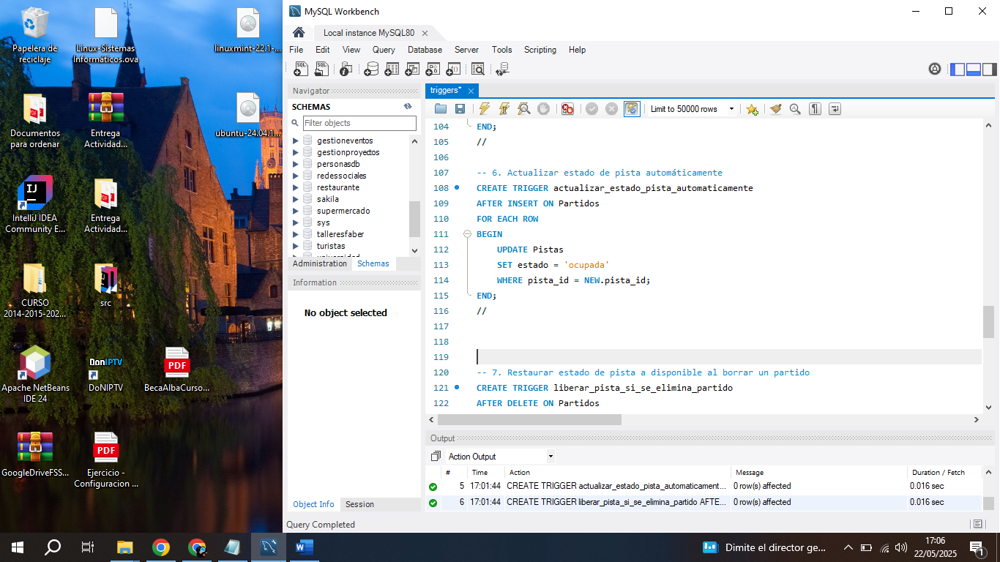 Papelera de
reciclaje
Linux-Sistemas
Informáticos.ova
linuxmint-22.1-...
Documentos
para ordenar
Entrega
Actividad...
ubuntu-24.04.1...
IntelliJ IDEA
Community E...
Entrega
Actividad...
CURSO
2014-2015-202...
src
Apache NetBeans
IDE 24
DonIPTV
DoNIPTV
PDF
BecaAlbaCurso...
GoogleDriveFSS...
PDF
Ejercicio -
Configuracion ...
MySQL Workbench
Local instance MySQL80
File Edit View Query Database Server Tools Scripting Help
Navigator
SCHEMAS
Filter objects
gestioneventos
gestionproyectos
personasdb
redessociales
restaurante
sakila
supermercado
sys
talleresfaber
turistas
Administration Schemas
Information
No object selected
Object Info Session
Query Completed
triggers*
Limit to 50000 rows
104 END;
105 //
106
107 -- 6. Actualizar estado de pista automáticamente
108 CREATE TRIGGER actualizar_estado_pista_automaticamente
109 AFTER INSERT ON Partidos
110 FOR EACH ROW
111 BEGIN
112 UPDATE Pistas
113 SET estado = 'ocupada'
114 WHERE pista_id = NEW.pista_id;
115 END;
116 //
117
118
119
120 -- 7. Restaurar estado de pista a disponible al borrar un partido
121 CREATE TRIGGER liberar_pista_si_se_elimina_partido
122 AFTER DELETE ON Partidos
Output
Action Output
# Time Action Message Duration / Fetch
5 17:01:44 CREATE TRIGGER actualizar_estado_pista_automaticament... 0 row(s) affected 0.016 sec
6 17:01:44 CREATE TRIGGER liberar_pista_si_se_elimina_partido AFTE... 0 row(s) affected 0.016 sec
Dimite el director ge...
17:06
22/05/2025
1